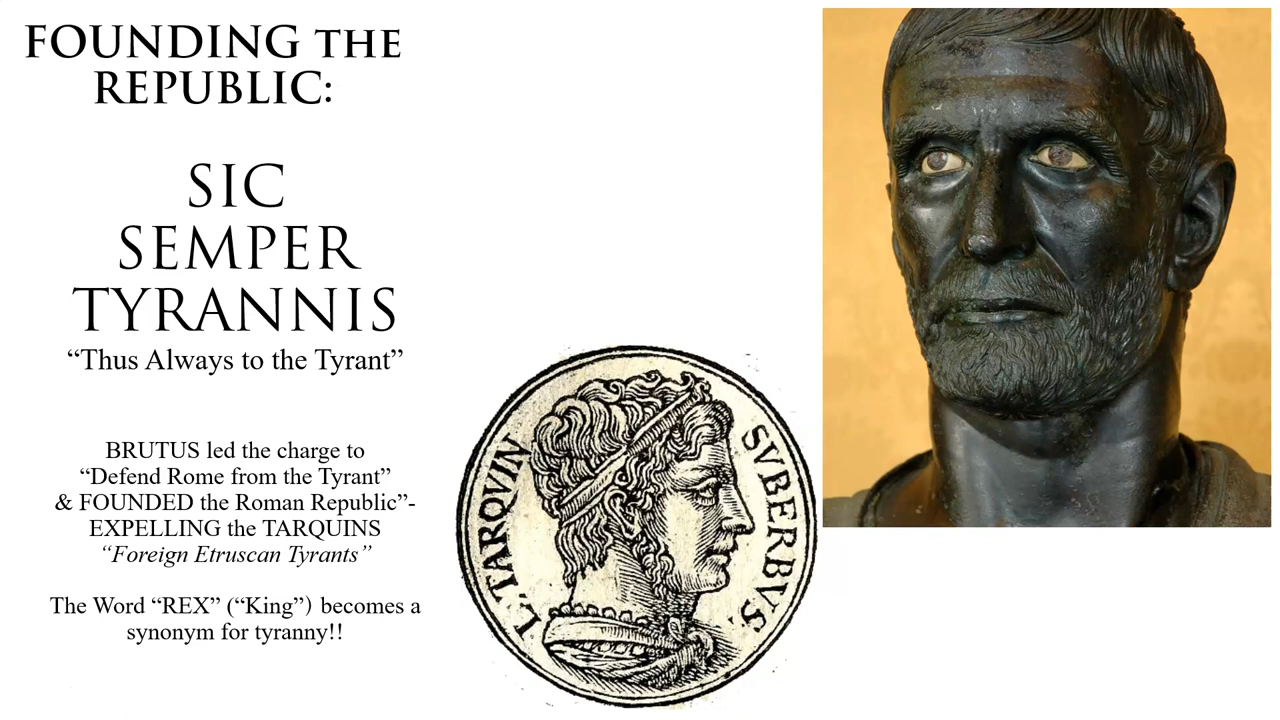 FOUNDING THE
REPUBLIC:
SIC
SEMPER
TYRANNIS
“Thus Always to the Tyrant”
BRUTUS led the charge to
“Defend Rome from the Tyrant”
& FOUNDED the Roman Republic”-
EXPELLING the TARQUINS
“Foreign Etruscan Tyrants”
The Word “REX” (“King”) becomes a
synonym for tyranny!!
L. TARQVIN SVBERBVS.